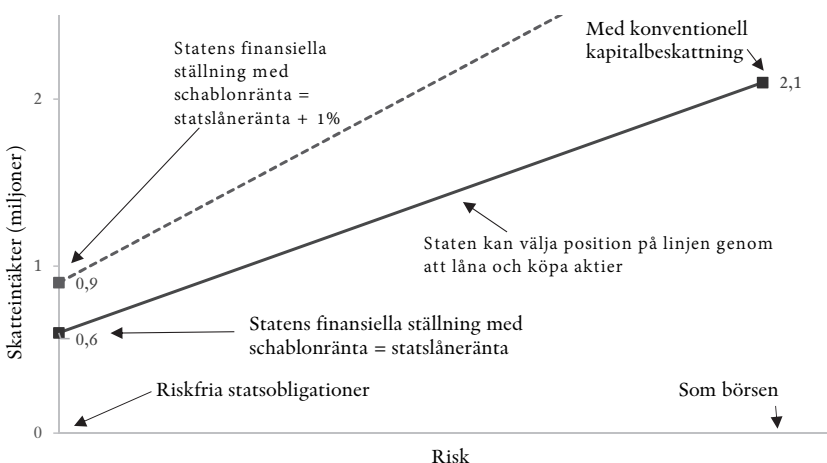 Med konventionell
kapitalbeskattning
2,1
Statens finansiella
ställning med
schablonränta =
statslåneränta + 1%
2
Skatteintäkter (miljoner)
Staten kan välja position på linjen genom
att låna och köpa aktier
1
0,9
0,6
Statens finansiella ställning med
schablonränta = statslåneränta
Riskfria statsobligationer
Som börsen
0
Risk